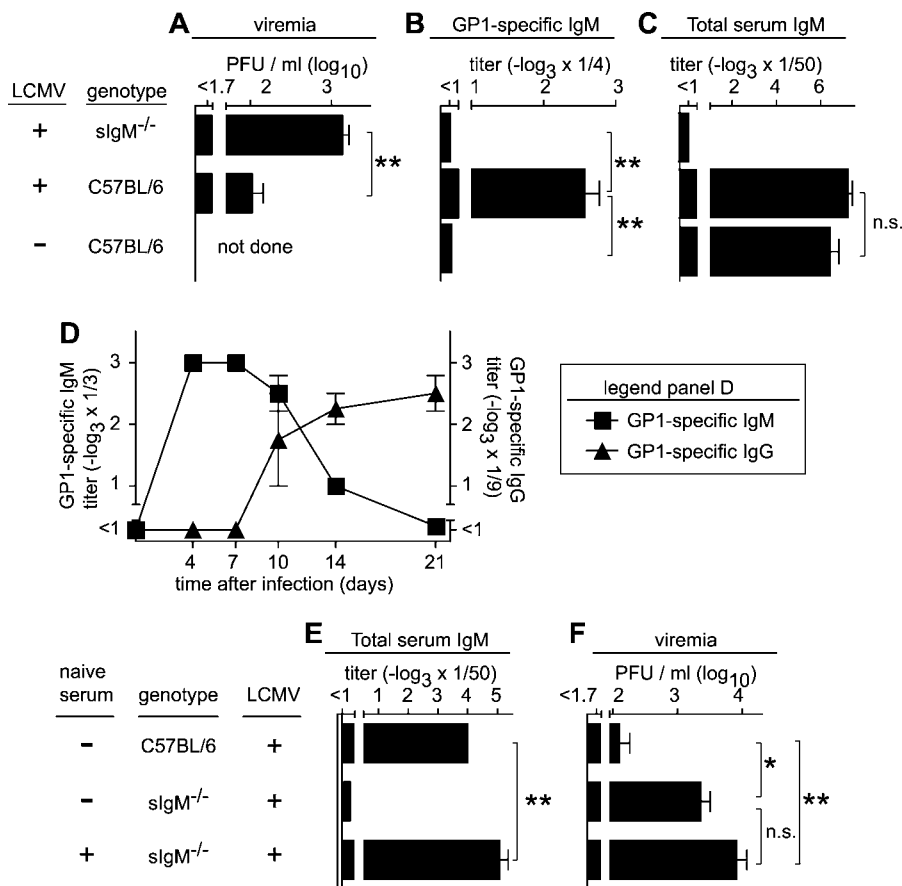 A viremia
PFU / ml (log10)
<1.7 2 3
B GP1-specific IgM
titer (-log3 x 1/4)
<1 1 2 3
C Total serum IgM
titer (-log3 x 1/50)
<1 2 4 6
LCMV genotype
+ sIgM-/-
+ C57BL/6
- C57BL/6
not done
**
**
**
n.s.
D
GP1-specific IgM
titer (-log3 x 1/3)
3
2
1
<1
GP1-specific IgG
titer (-log3 x 1/9)
3
2
1
<1
4 7 10 14 21
time after infection (days)
legend panel D
GP1-specific IgM
GP1-specific IgG
E Total serum IgM
titer (-log3 x 1/50)
<1 1 2 3 4 5
F viremia
PFU / ml (log10)
<1.7 2 3 4
naive
serum genotype LCMV
- C57BL/6 +
- sIgM-/- +
+ sIgM-/- +
**
*
n.s.
**